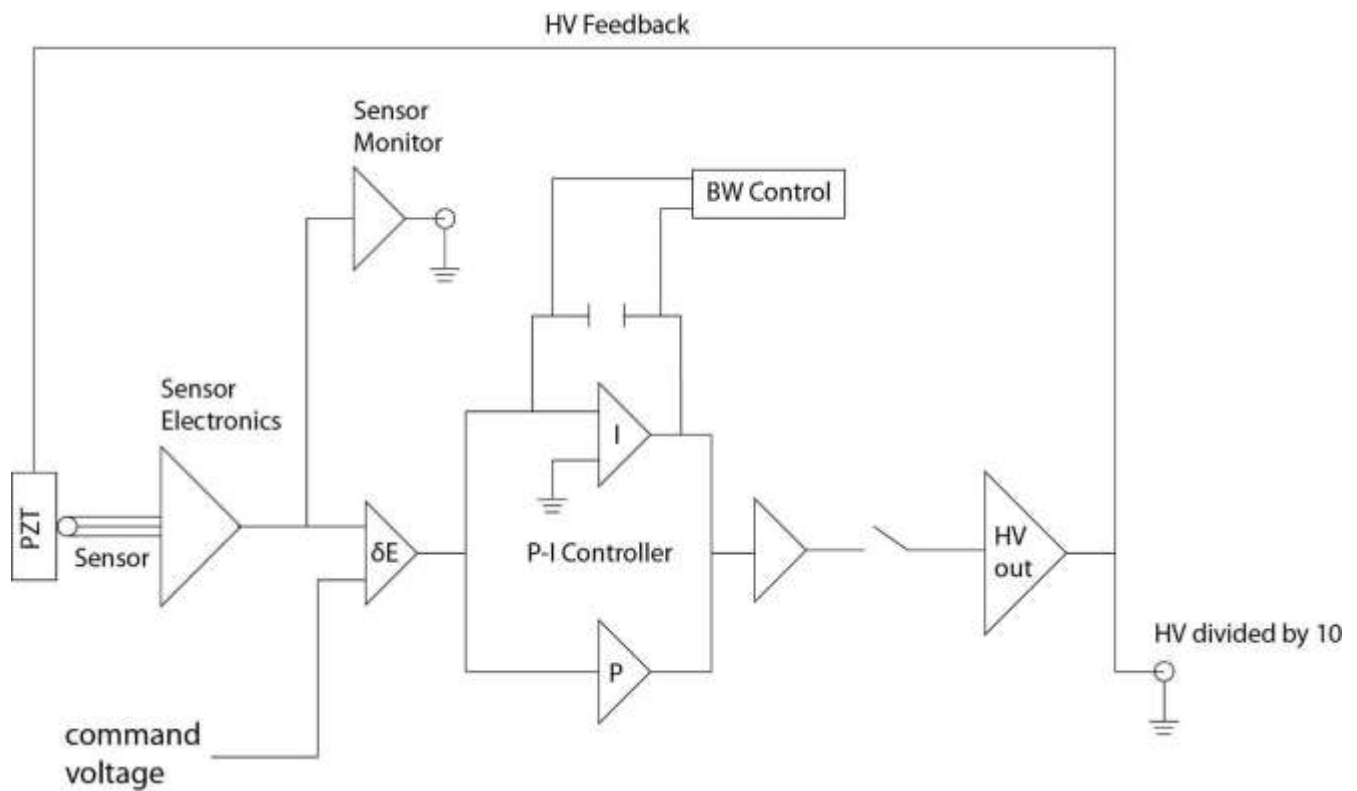 HV Feedback
Sensor
Monitor
BW Control
Sensor
Electronics
I
PZT
Sensor
δE
P-I Controller
HV
out
P
HV divided by 10
command
voltage